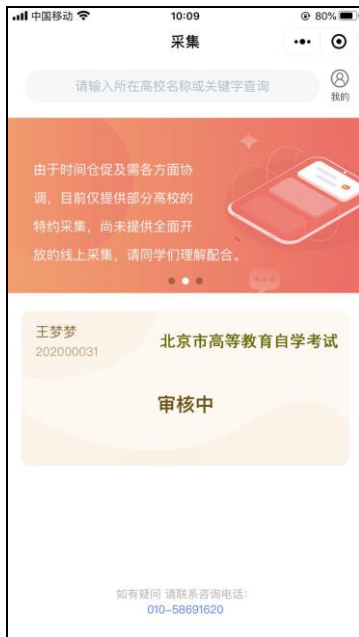 中国移动 10:09 80%
采集
请输入所在高校名称或关键字查询
我的
由于时间仓促及需各方面协
调，目前仅提供部分高校的
特约采集，尚未提供全面开
放的线上采集，请同学们理解配合。
王梦梦
202000031
北京市高等教育自学考试
审核中
如有疑问 请联系咨询电话：
010-58691620